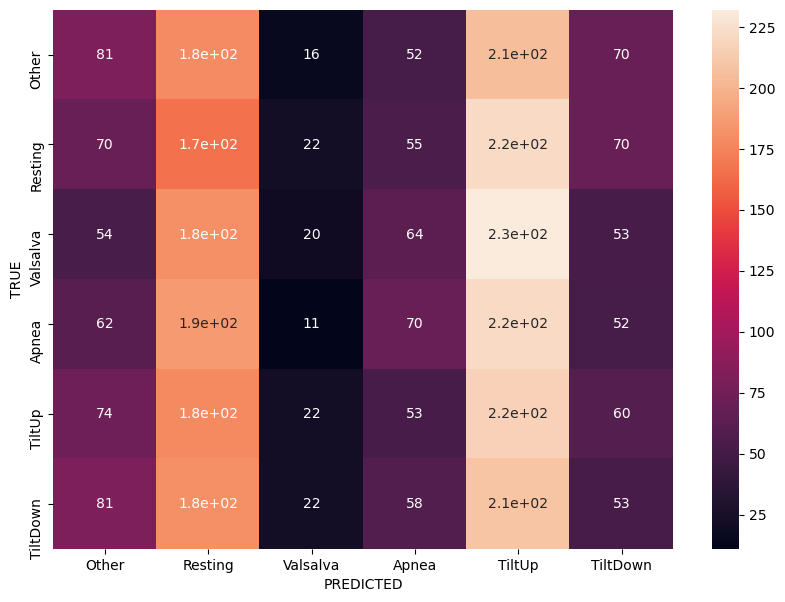 Other 81 1.8e+02 16 52 2.1e+02 70
Resting 70 1.7e+02 22 55 2.2e+02 70
Valsalva 54 1.8e+02 20 64 2.3e+02 53
Apnea 62 1.9e+02 11 70 2.2e+02 52
TiltUp 74 1.8e+02 22 53 2.2e+02 60
TiltDown 81 1.8e+02 22 58 2.1e+02 53
TRUE
Other Resting Valsalva Apnea TiltUp TiltDown
PREDICTED
225
200
175
150
125
100
75
50
25